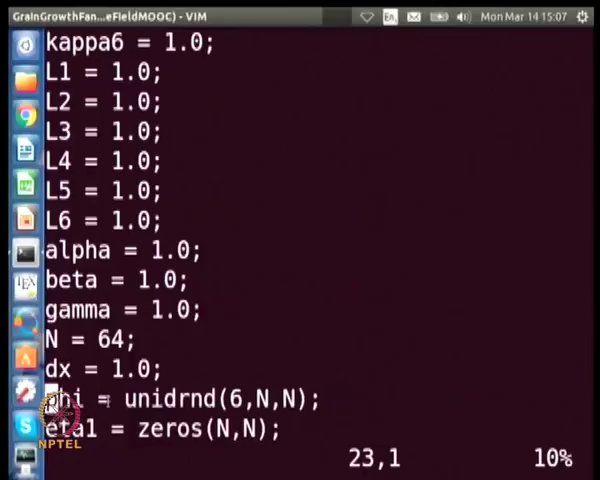 GrainGrowthFan...eFieldMOOC) - VIM
En
Mon Mar 14 15:07
kappa6 = 1.0;
L1 = 1.0;
L2 = 1.0;
L3 = 1.0;
L4 = 1.0;
L5 = 1.0;
L6 = 1.0;
alpha = 1.0;
beta = 1.0;
gamma = 1.0;
N = 64;
dx = 1.0;
phi = unidrnd(6,N,N);
eta1 = zeros(N,N);
NPTEL
23,1 10%